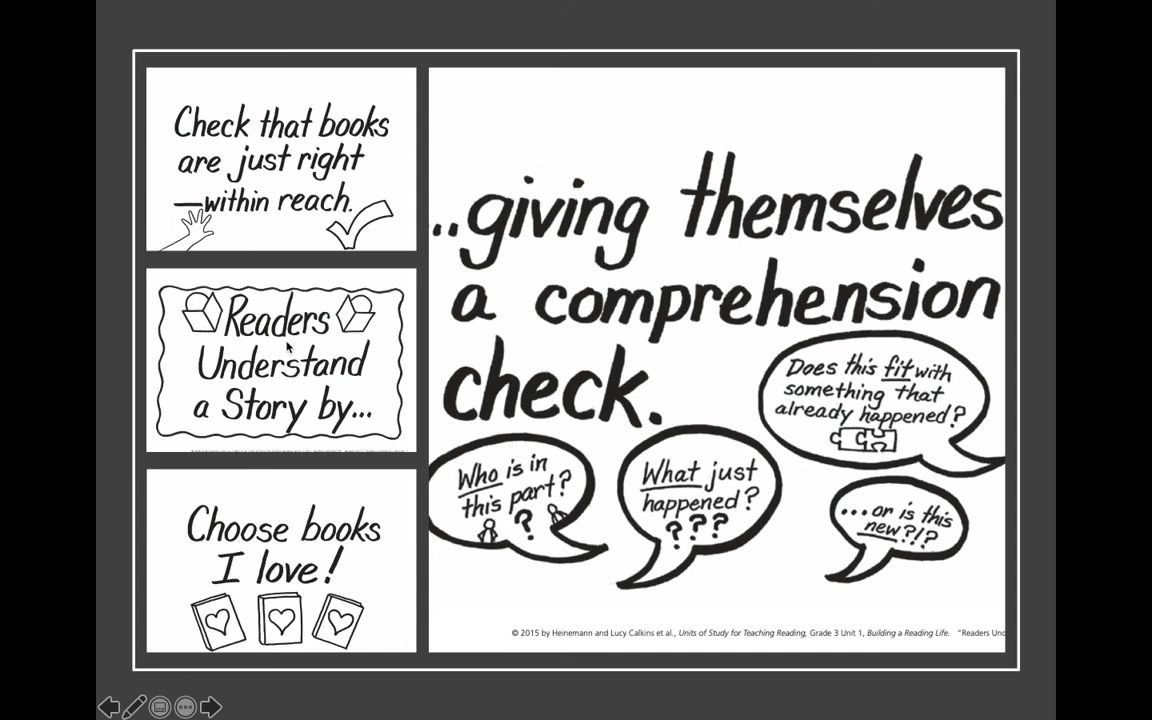 Check that books
are just right
—within reach.
Readers
Understand
a Story by...
Choose books
I love!
..giving themselves
a comprehension
check.
Does this fit with
something that
already happened?
Who is in
this part?
?
What just
happened?
???
...or is this
new?!?
© 2015 by Heinemann and Lucy Calkins et al., Units of Study for Teaching Reading, Grade 3 Unit 1, Building a Reading Life. "Readers